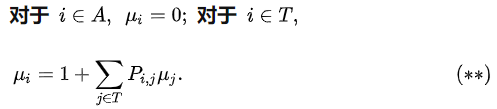 对于 i ∈ A, μ_i = 0; 对于 i ∈ T,
μ_i = 1 + ∑_{j∈T} P_{i,j}μ_j. (**)